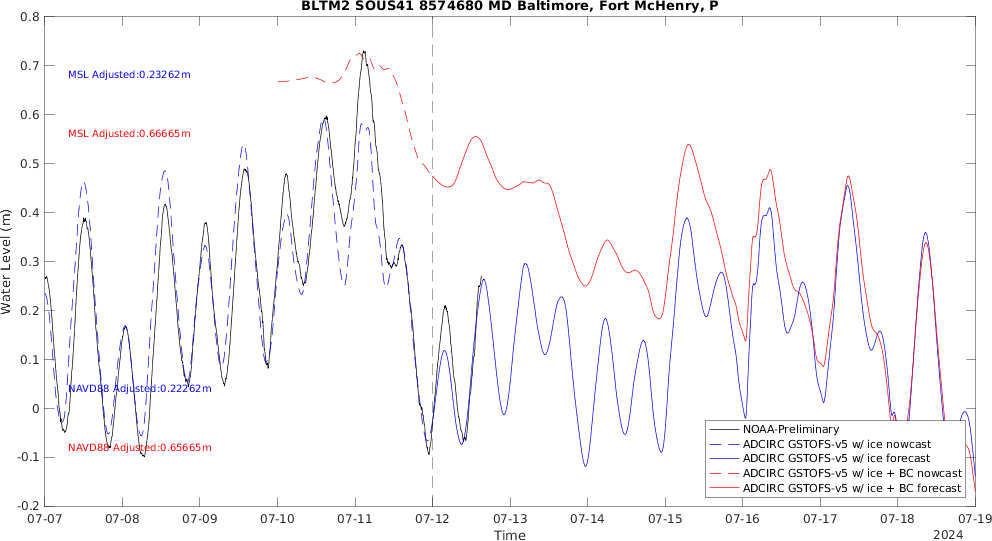 BLTM2 SOUS41 8574680 MD Baltimore, Fort McHenry, P
0.8
0.7
0.6
0.5
0.4
0.3
0.2
0.1
0
-0.1
-0.2
Water Level (m)
MSL Adjusted:0.23262m
MSL Adjusted:0.66665m
NAVD88 Adjusted:0.22262m
NAVD88 Adjusted:0.65665m
NOAA-Preliminary
ADCIRC GSTOFS-v5 w/ ice nowcast
ADCIRC GSTOFS-v5 w/ ice forecast
ADCIRC GSTOFS-v5 w/ ice + BC nowcast
ADCIRC GSTOFS-v5 w/ ice + BC forecast
07-07 07-08 07-09 07-10 07-11 07-12 07-13 07-14 07-15 07-16 07-17 07-18 07-19
Time
2024